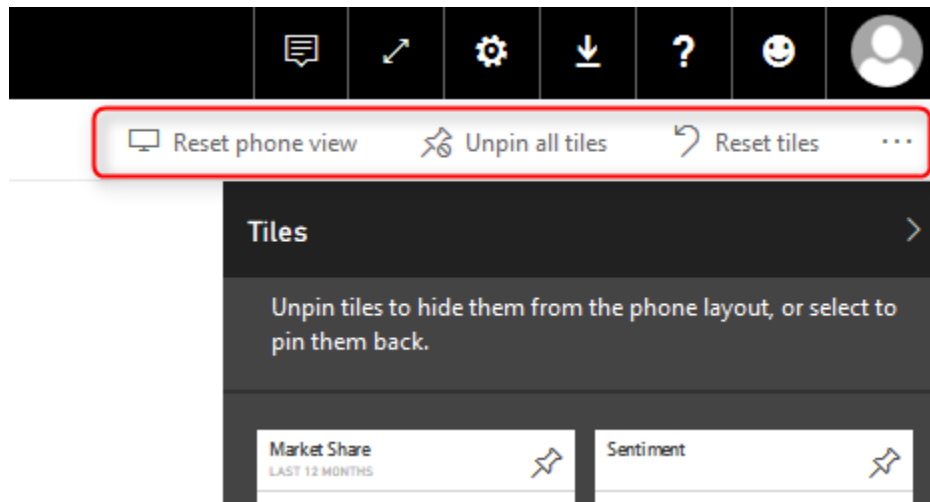 Reset phone view Unpin all tiles Reset tiles ...
Tiles
Unpin tiles to hide them from the phone layout, or select to
pin them back.
Market Share Sentiment
LAST 12 MONTHS